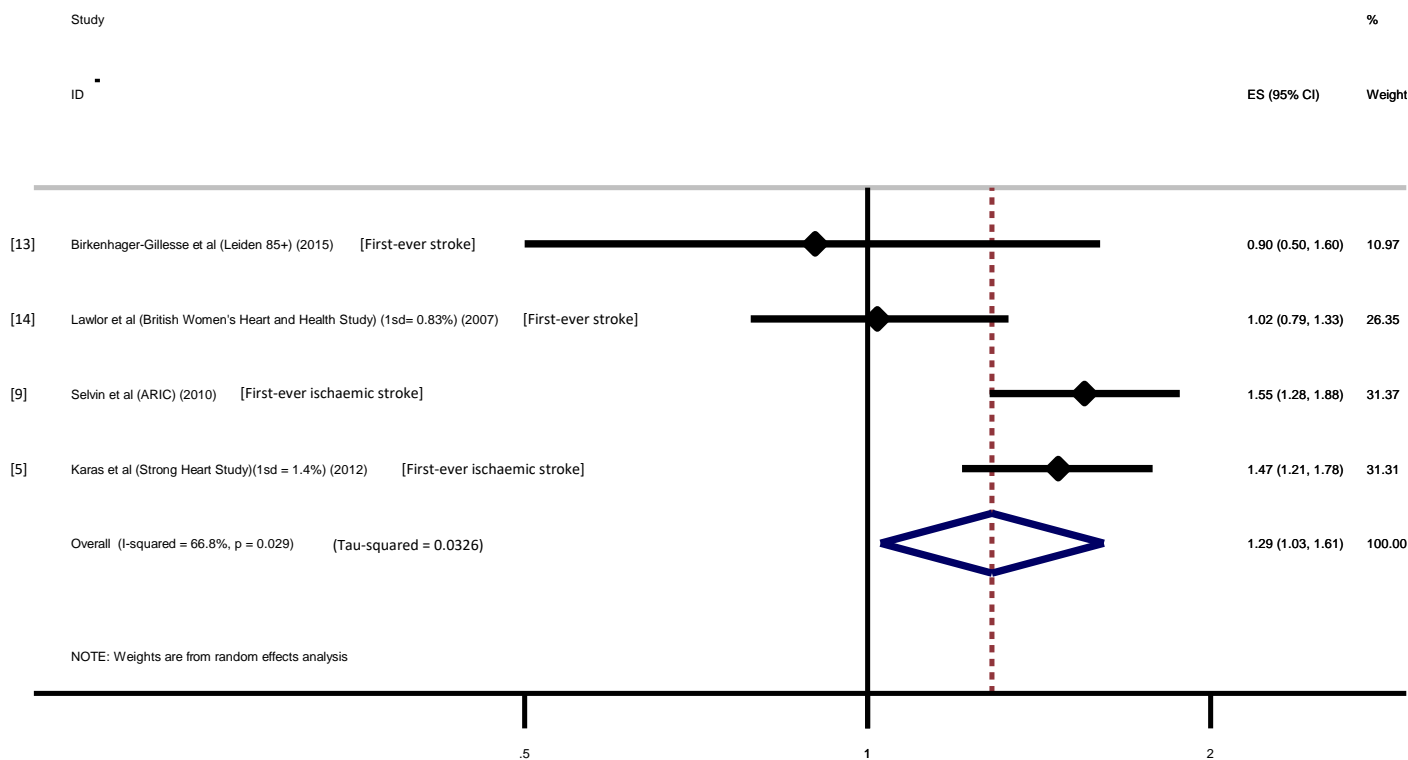 Study %
ID ES (95% CI) Weight
[13] Birkenhager-Gillesse et al (Leiden 85+) (2015) [First-ever stroke] 0.90 (0.50, 1.60) 10.97
[14] Lawlor et al (British Women's Heart and Health Study) (1sd= 0.83%) (2007) [First-ever stroke] 1.02 (0.79, 1.33) 26.35
[9] Selvin et al (ARIC) (2010) [First-ever ischaemic stroke] 1.55 (1.28, 1.88) 31.37
[5] Karas et al (Strong Heart Study)(1sd = 1.4%) (2012) [First-ever ischaemic stroke] 1.47 (1.21, 1.78) 31.31
Overall (I-squared = 66.8%, p = 0.029) (Tau-squared = 0.0326) 1.29 (1.03, 1.61) 100.00
NOTE: Weights are from random effects analysis
.5 1 2